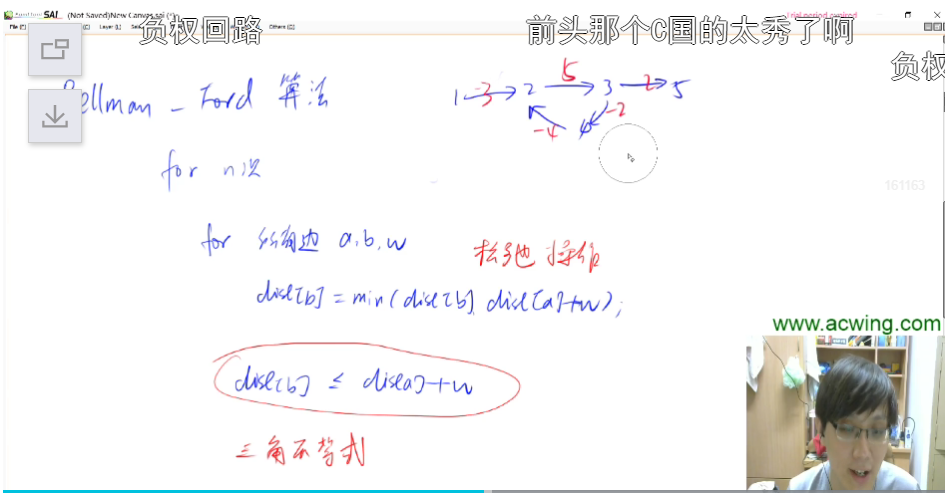 (Not Saved)New Canvas.sai (*)
负权回路
前头那个C国的太秀了啊
负权
Bellman - Ford 算法
1 -3 2 5 3 2 5
-4 4 -2
for n次
for 所有边 a,b,w
松弛操作
dist[b] = min(dist[b], dist[a]+w);
161163
www.acwing.com
dist[b] ≤ dist[a]+w
三角不等式